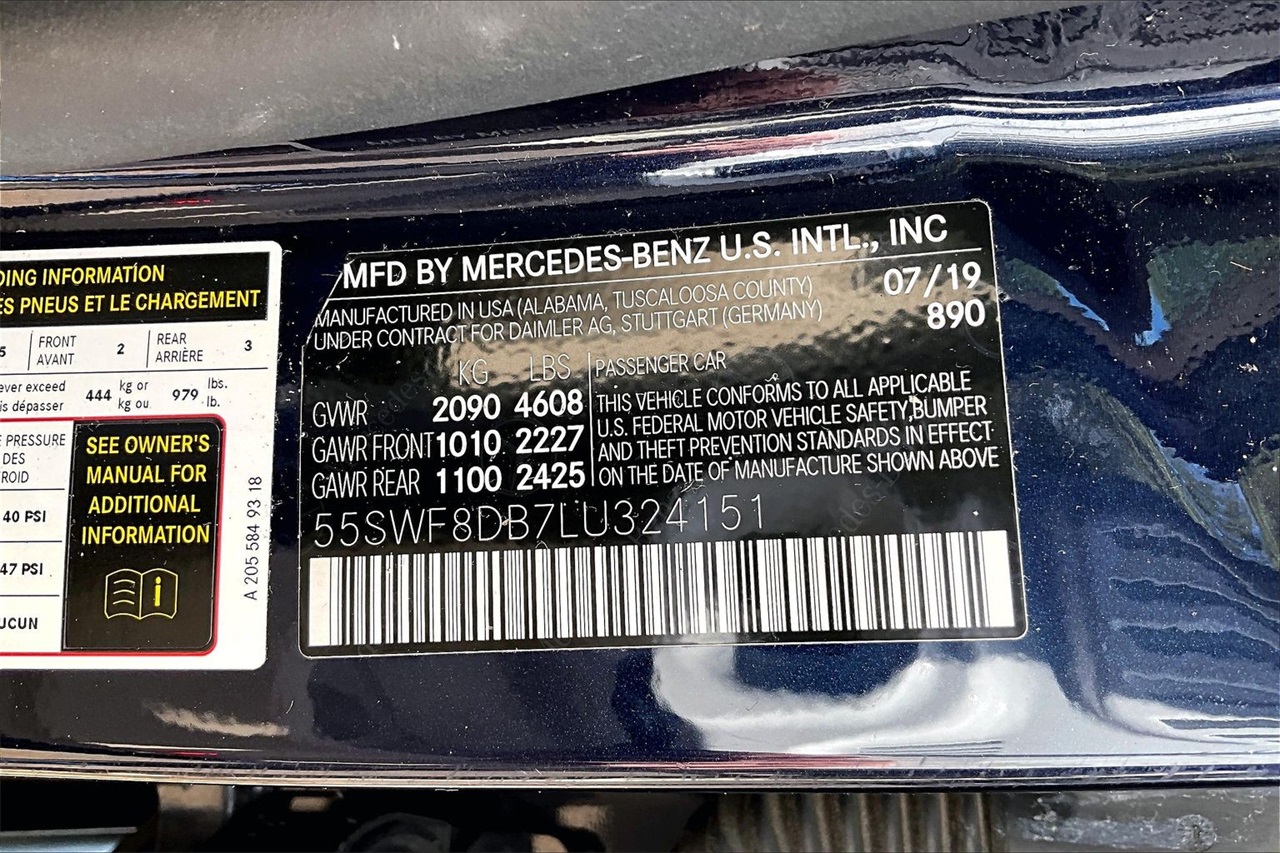 DING INFORMATION
ES PNEUS ET LE CHARGEMENT
5 FRONT AVANT 2 REAR ARRIÈRE 3
ever exceed
is dépasser 444 kg or kg ou 979 lbs. lb.
PRESSURE
DES
ROID
40 PSI
47 PSI
UCUN
SEE OWNER'S
MANUAL FOR
ADDITIONAL
INFORMATION
i
A 205 584 93 18
MFD BY MERCEDES-BENZ U.S. INTL., INC
MANUFACTURED IN USA (ALABAMA, TUSCALOOSA COUNTY) 07/19
UNDER CONTRACT FOR DAIMLER AG, STUTTGART (GERMANY) 890
KG LBS
GVWR 2090 4608
GAWR FRONT 1010 2227
GAWR REAR 1100 2425
PASSENGER CAR
THIS VEHICLE CONFORMS TO ALL APPLICABLE
U.S. FEDERAL MOTOR VEHICLE SAFETY,BUMPER
AND THEFT PREVENTION STANDARDS IN EFFECT
ON THE DATE OF MANUFACTURE SHOWN ABOVE
55SWF8DB7LU324151